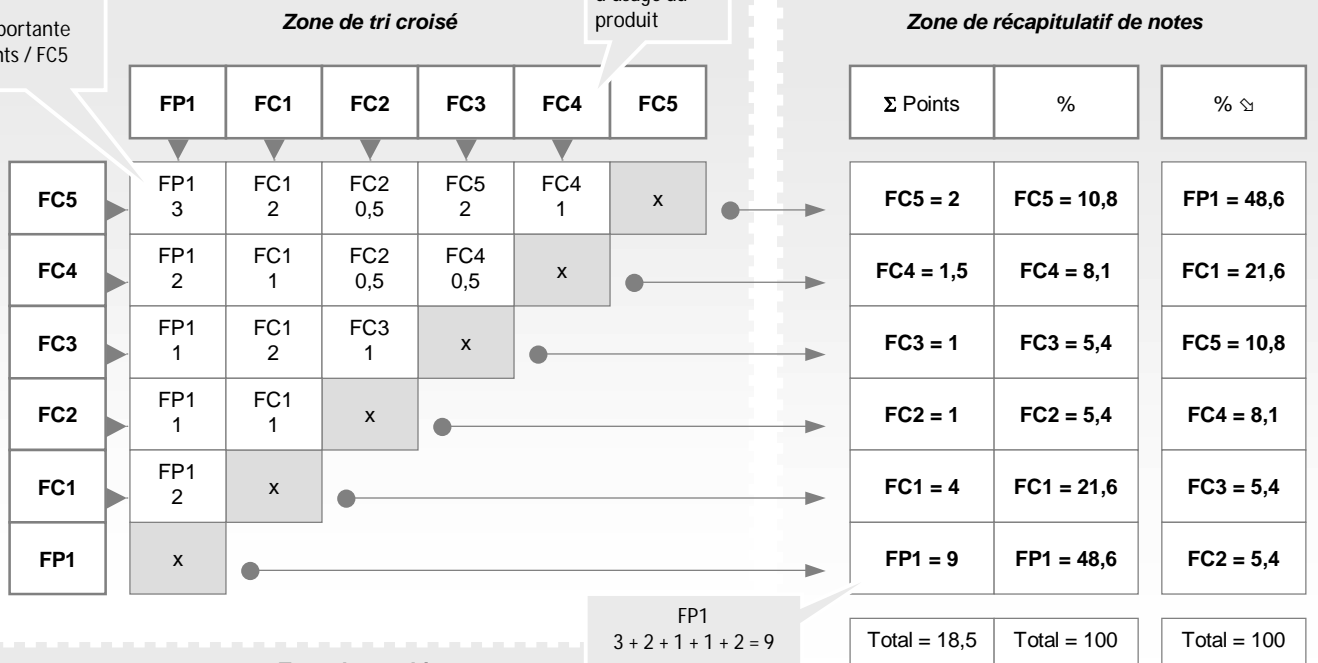 Zone de tri croisé
produit
Zone de récapitulatif de notes
/ FC5
FP1 FC1 FC2 FC3 FC4 FC5
Σ Points % % ⬂
FC5
FP1 FC1 FC2 FC5 FC4
3 2 0,5 2 1 x
FC5 = 2 FC5 = 10,8 FP1 = 48,6
FC4
FP1 FC1 FC2 FC4
2 1 0,5 0,5 x
FC4 = 1,5 FC4 = 8,1 FC1 = 21,6
FC3
FP1 FC1 FC3
1 2 1 x
FC3 = 1 FC3 = 5,4 FC5 = 10,8
FC2
FP1 FC1
1 1 x
FC2 = 1 FC2 = 5,4 FC4 = 8,1
FC1
FP1
2 x
FC1 = 4 FC1 = 21,6 FC3 = 5,4
FP1
x
FP1 = 9 FP1 = 48,6 FC2 = 5,4
FP1
3 + 2 + 1 + 1 + 2 = 9
Total = 18,5 Total = 100 Total = 100